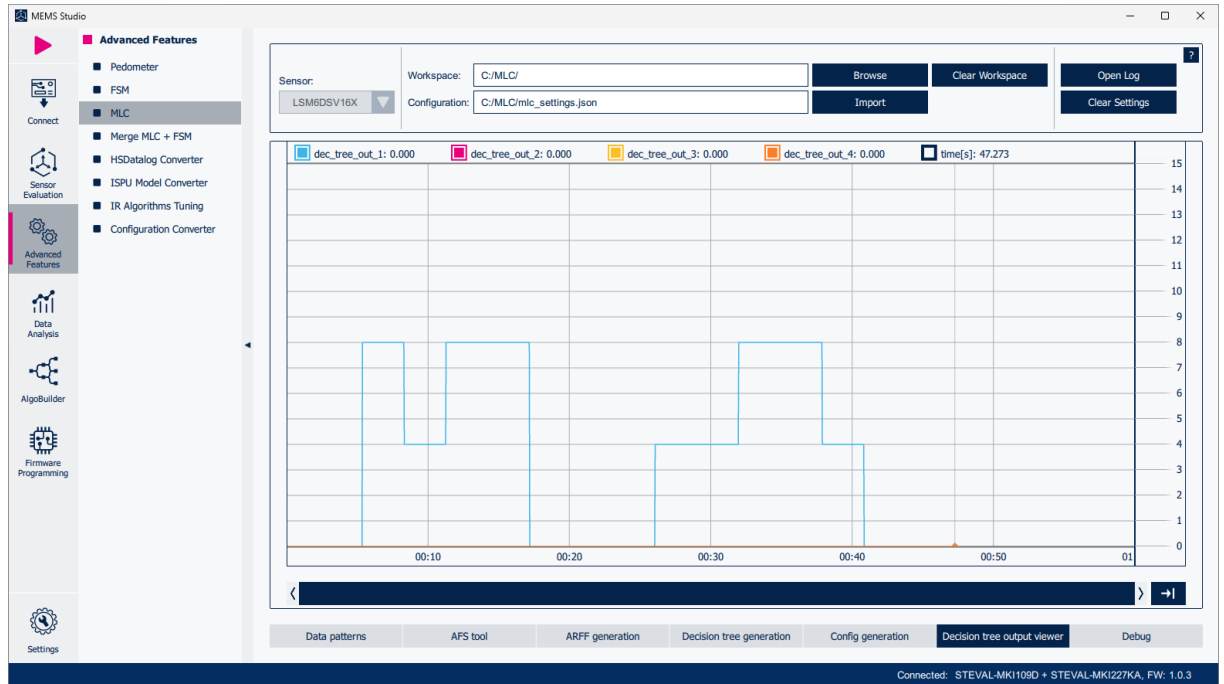 MEMS Studio
Connect
Sensor
Evaluation
Advanced
Features
Data
Analysis
AlgoBuilder
Firmware
Programming
Settings
Advanced Features
Pedometer
FSM
MLC
Merge MLC + FSM
HSDatalog Converter
ISPU Model Converter
IR Algorithms Tuning
Configuration Converter
Sensor:
LSM6DSV16X
Workspace: C:/MLC/ Browse Clear Workspace
Configuration: C:/MLC/mlc_settings.json Import
Open Log
Clear Settings
?
dec_tree_out_1: 0.000 dec_tree_out_2: 0.000 dec_tree_out_3: 0.000 dec_tree_out_4: 0.000 time[s]: 47.273
15
14
13
12
11
10
9
8
7
6
5
4
3
2
1
0
00:10 00:20 00:30 00:40 00:50 01
Data patterns AFS tool ARFF generation Decision tree generation Config generation Decision tree output viewer Debug
Connected: STEVAL-MKI109D + STEVAL-MKI227KA, FW: 1.0.3